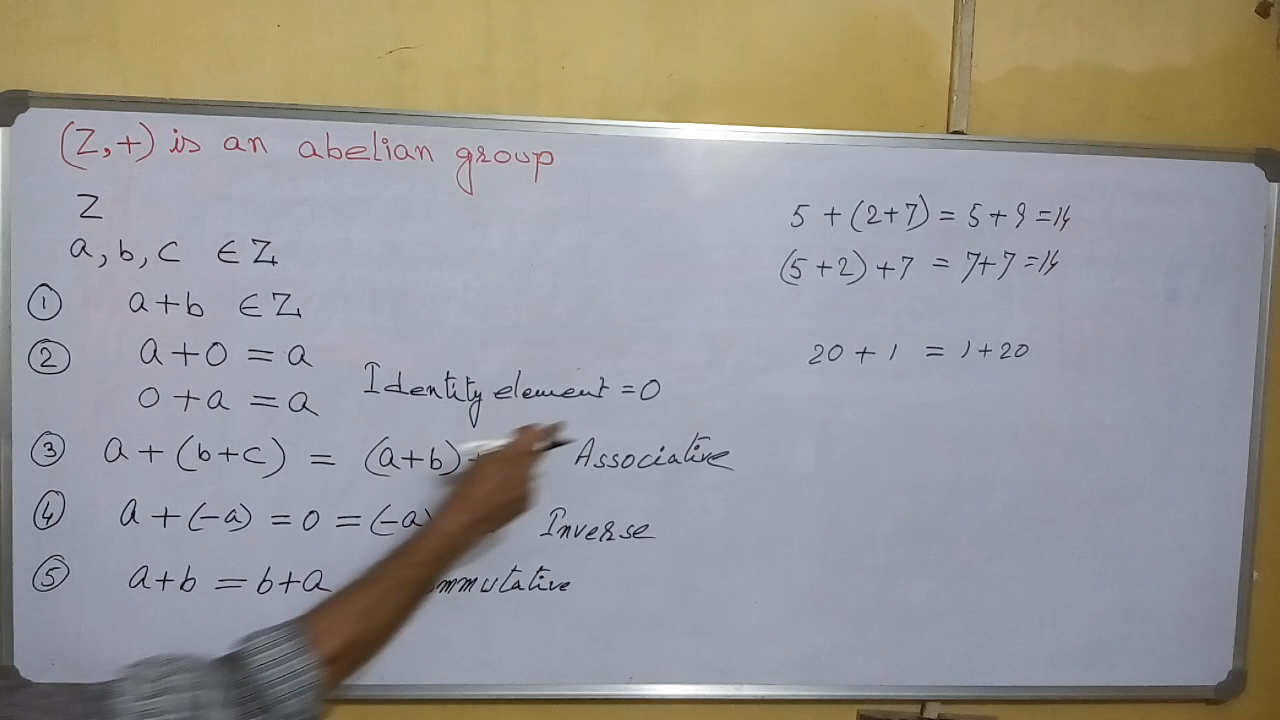 (Z,+) is an abelian group
Z
a, b, c ∈ Z
① a+b ∈ Z
② a+0 = a
0+a = a Identity element = 0
③ a+(b+c) = (a+b) Associative
④ a+(-a) = 0 = (-a) Inverse
⑤ a+b = b+a
5+(2+7) = 5+9 = 14
(5+2)+7 = 7+7 = 14
20+1 = 1+20